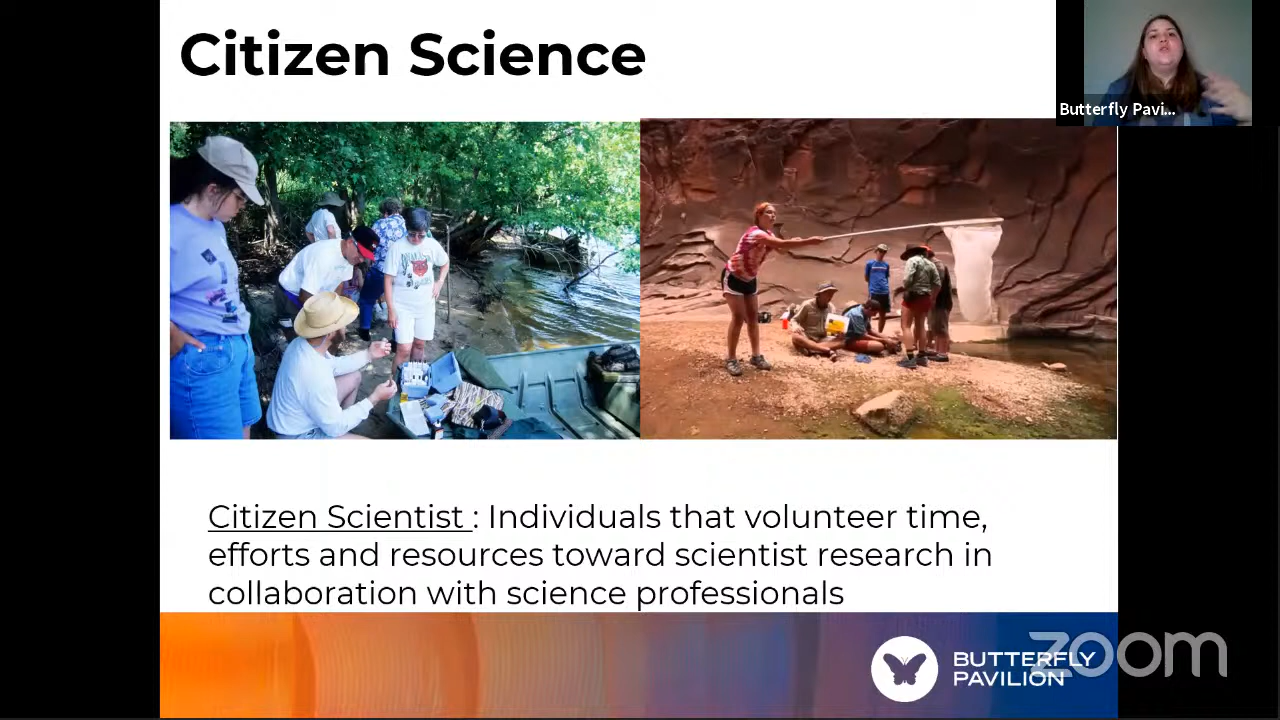 Citizen Science
Butterfly Pavi...
Citizen Scientist : Individuals that volunteer time,
efforts and resources toward scientist research in
collaboration with science professionals
BUTTERFLY
PAVILION
zoom